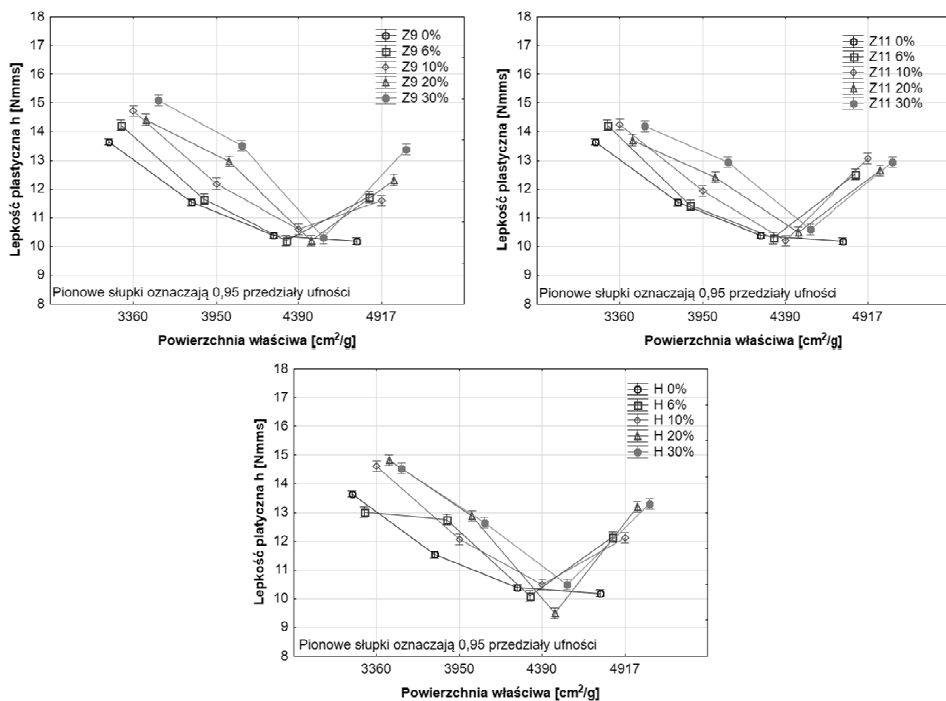 18
17
16
15
14
13
12
11
10
9
8
Lepkość plastyczna h [Nmms]
Z9 0%
Z9 6%
Z9 10%
Z9 20%
Z9 30%
Pionowe słupki oznaczają 0,95 przedziały ufności
3360 3950 4390 4917
Powierzchnia właściwa [cm²/g]
18
17
16
15
14
13
12
11
10
9
8
Lepkość plastyczna [Nmms]
Z11 0%
Z11 6%
Z11 10%
Z11 20%
Z11 30%
Pionowe słupki oznaczają 0,95 przedziały ufności
3360 3950 4390 4917
Powierzchnia właściwa [cm²/g]
18
17
16
15
14
13
12
11
10
9
8
Lepkość platyczna h [Nmms]
H 0%
H 6%
H 10%
H 20%
H 30%
Pionowe słupki oznaczają 0,95 przedziały ufności
3360 3950 4390 4917
Powierzchnia właściwa [cm²/g]